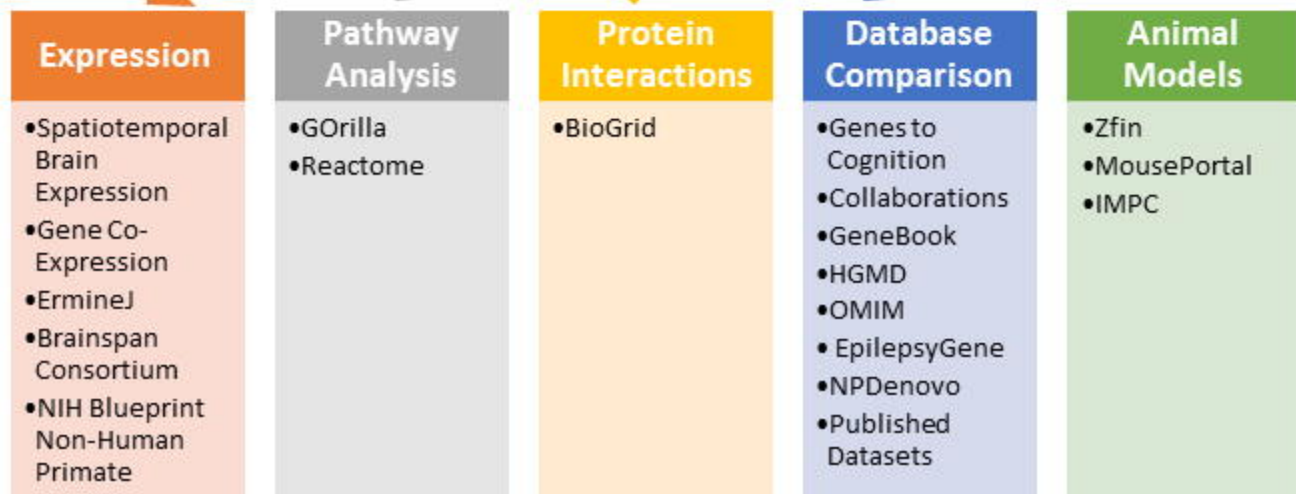 Expression
•Spatiotemporal
Brain
Expression
•Gene Co-
Expression
•ErmineJ
•Brainspan
Consortium
•NIH Blueprint
Non-Human
Primate
Pathway
Analysis
•GOrilla
•Reactome
Protein
Interactions
•BioGrid
Database
Comparison
•Genes to
Cognition
•Collaborations
•GeneBook
•HGMD
•OMIM
• EpilepsyGene
•NPDenovo
•Published
Datasets
Animal
Models
•Zfin
•MousePortal
•IMPC